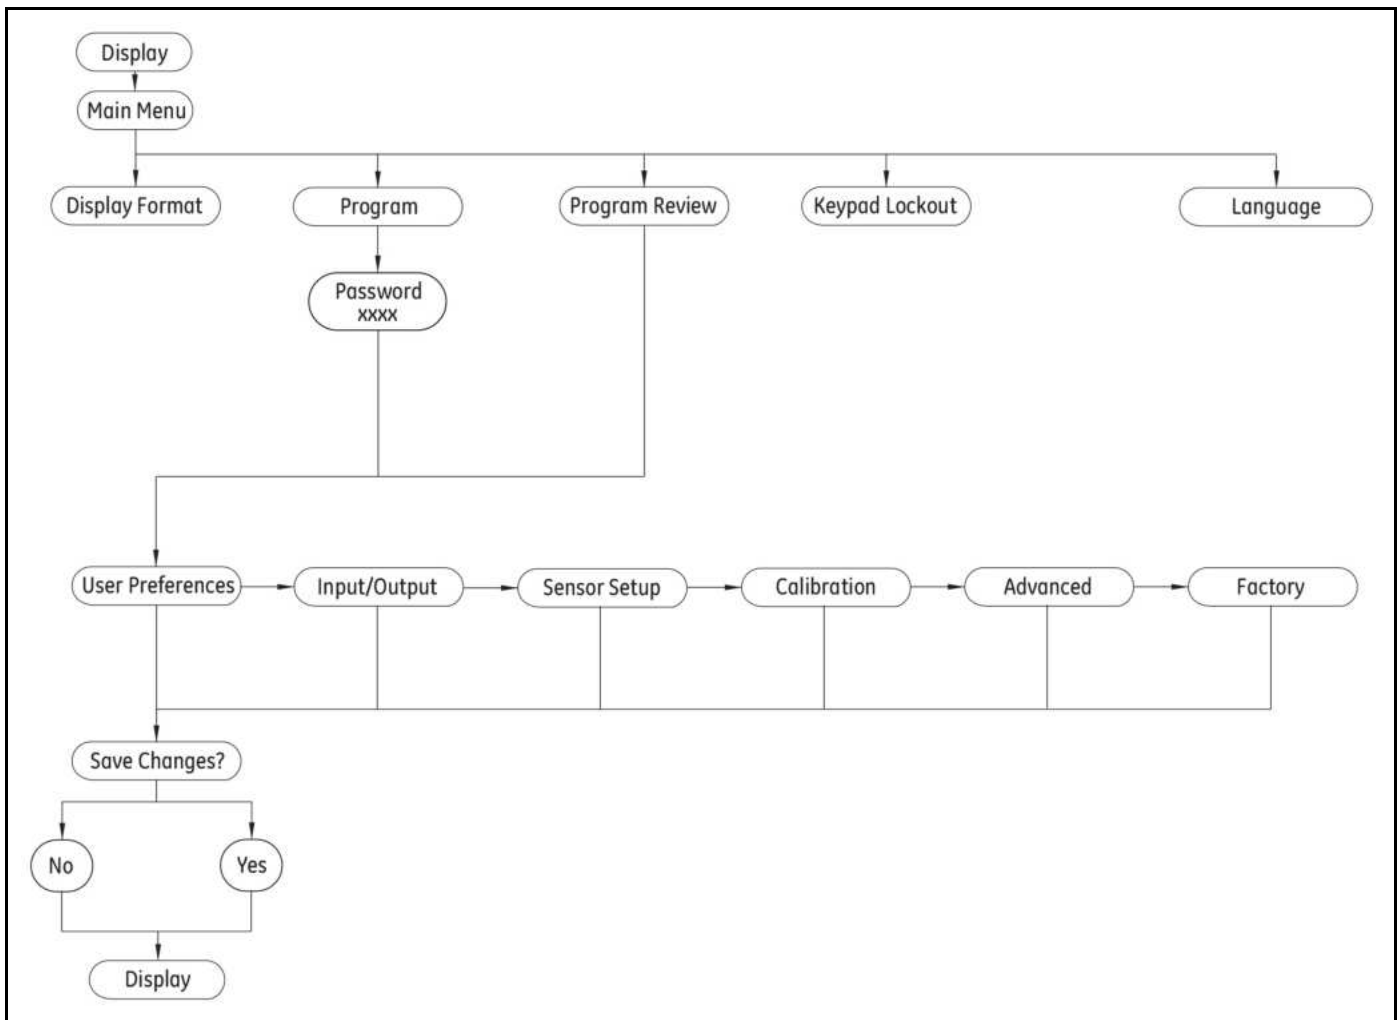 Display
Main Menu
Display Format
Program
Program Review
Keypad Lockout
Language
Password
xxxx
User Preferences
Input/Output
Sensor Setup
Calibration
Advanced
Factory
Save Changes?
No
Yes
Display